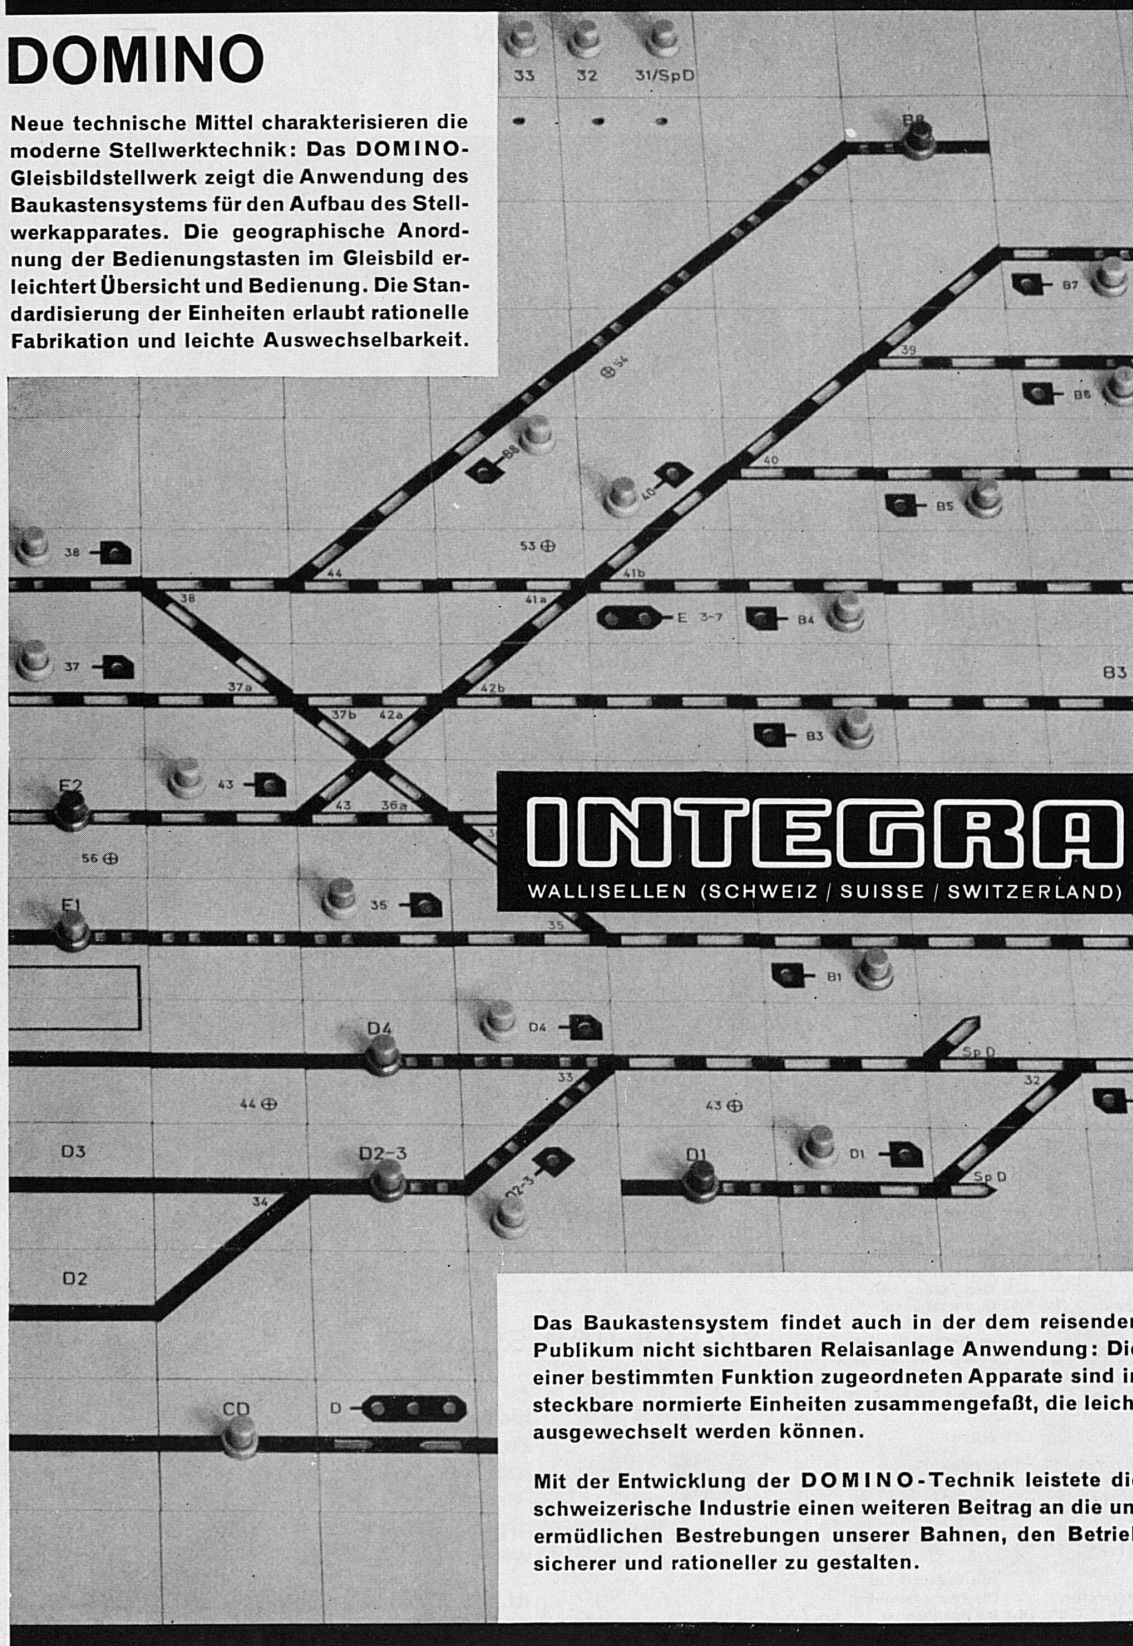 DOMINO
Neue technische Mittel charakterisieren die
moderne Stellwerktechnik: Das DOMINO-
Gleisbildstellwerk zeigt die Anwendung des
Baukastensystems für den Aufbau des Stell-
werkapparates. Die geographische Anord-
nung der Bedienungstasten im Gleisbild er-
leichtert Übersicht und Bedienung. Die Stan-
dardisierung der Einheiten erlaubt rationelle
Fabrikation und leichte Auswechselbarkeit.
33 32 31/SpD
B8
B7
39
54
B6
B8
40
40
B5
38
53
44
41b
38
41a
E 3-7
B4
37
B3
37a
42b
37b 42a
B3
43
E2
43 36a
INTEGRA
WALLISELLEN (SCHWEIZ / SUISSE / SWITZERLAND)
56
E1
35
35
B1
D4
D4
Sp D
33
32
44
43
D3
D2-3
D1
D1
D2-3
Sp D
34
D2
CD
D
Das Baukastensystem findet auch in der dem reisenden
Publikum nicht sichtbaren Relaisanlage Anwendung: Die
einer bestimmten Funktion zugeordneten Apparate sind in
steckbare normierte Einheiten zusammengefaßt, die leich
ausgewechselt werden können.
Mit der Entwicklung der DOMINO-Technik leistete die
schweizerische Industrie einen weiteren Beitrag an die un
ermüdlichen Bestrebungen unserer Bahnen, den Betrieb
sicherer und rationeller zu gestalten.